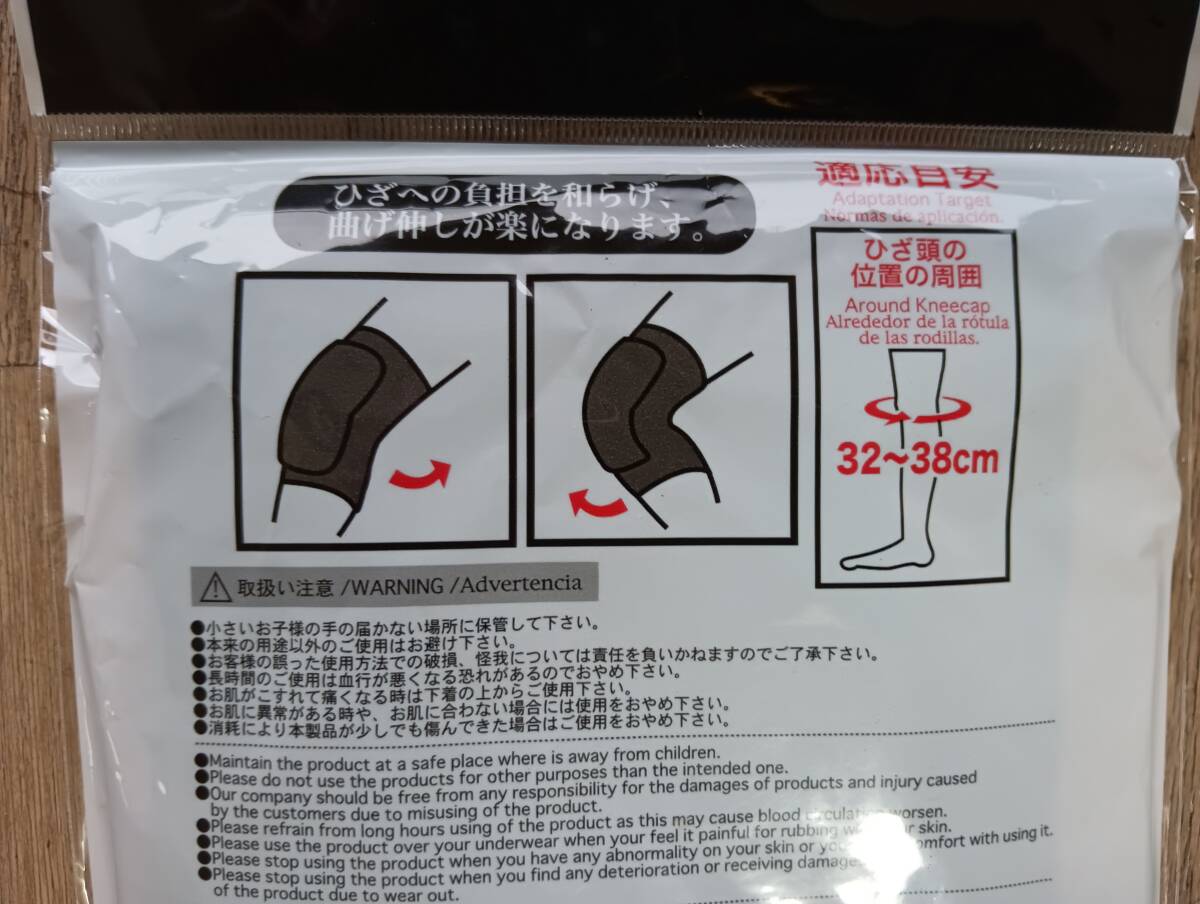 ひざへの負担を和らげ、
曲げ伸しが楽になります。
適応目安
Adaptation Target
Normas de aplicación.
ひざ頭の
位置の周囲
Around Kneecap
Alrededor de la rótula
de las rodillas.
32〜38cm
取扱い注意 /WARNING /Advertencia
●小さいお子様の手の届かない場所に保管して下さい。
●本来の用途以外のご使用はお避け下さい。
●お客様の誤った使用方法での破損、怪我については責任を負いかねますのでご了承下さい。
●長時間のご使用は血行が悪くなる恐れがあるのでおやめ下さい。
●お肌がこすれて痛くなる時は下着の上からご使用下さい。
●お肌に異常がある時や、お肌に合わない場合には使用をおやめ下さい。
●消耗により本製品が少しでも傷んできた場合はご使用をおやめ下さい。
●Maintain the product at a safe place where is away from children.
●Please do not use the products for other purposes than the intended one.
●Our company should be free from any responsibility for the damages of products and injury caused
by the customers due to misusing of the product.
●Please refrain from long hours using of the product as this may cause blood circulation worsen.
●Please use the product over your underwear when your feel it painful for rubbing skin.
●Please stop using the product when you have any abnormality on your skin or with using it.
●Please stop using the product when you find any deterioration or receiving
of the product due to wear out.